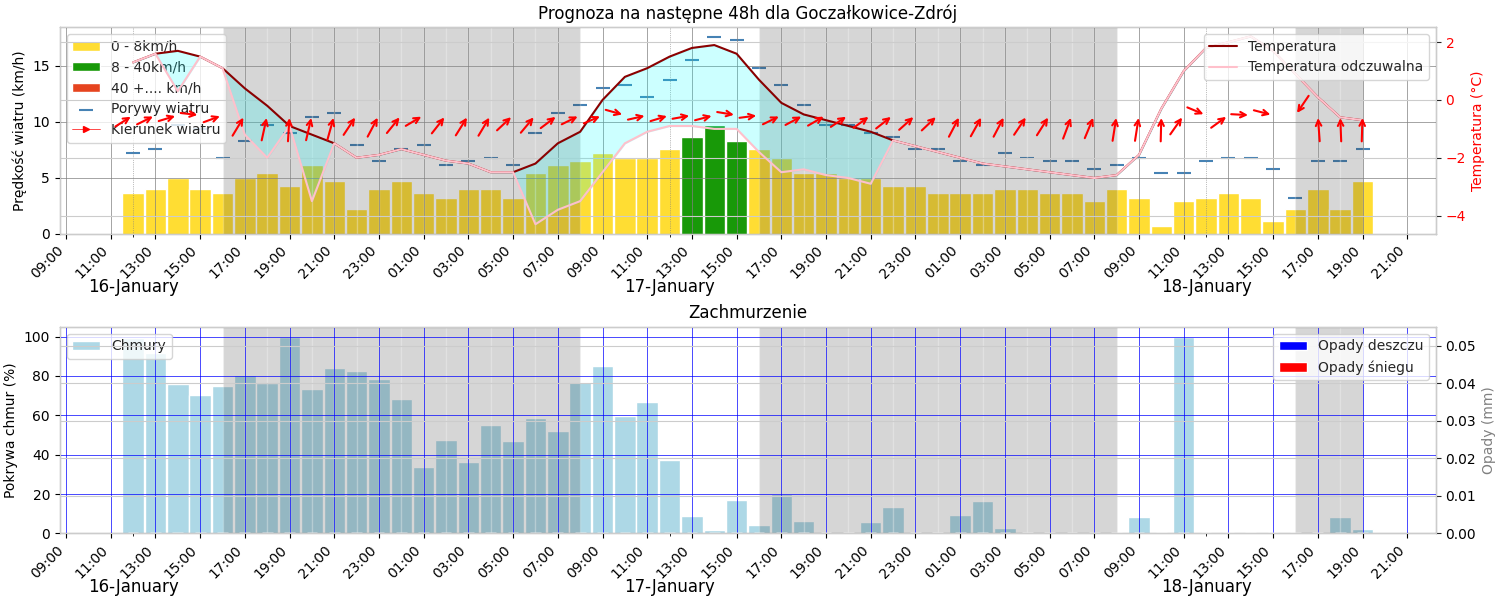 Prognoza na następne 48h dla Goczałkowice-Zdrój
Prędkość wiatru (km/h)
15
10
5
0
0 - 8km/h
8 - 40km/h
40 +.... km/h
Porywy wiatru
Kierunek wiatru
Temperatura
Temperatura odczuwalna
2
0
−2
−4
Temperatura (°C)
09:00 11:00 13:00 15:00 17:00 19:00 21:00 23:00 01:00 03:00 05:00 07:00 09:00 11:00 13:00 15:00 17:00 19:00 21:00 23:00 01:00 03:00 05:00 07:00 09:00 11:00 13:00 15:00 17:00 19:00 21:00
16-January 17-January 18-January
Zachmurzenie
Pokrywa chmur (%)
100
80
60
40
20
0
Chmury
Opady deszczu
Opady śniegu
0.05
0.04
0.03
0.02
0.01
0.00
Opady (mm)
09:00 11:00 13:00 15:00 17:00 19:00 21:00 23:00 01:00 03:00 05:00 07:00 09:00 11:00 13:00 15:00 17:00 19:00 21:00 23:00 01:00 03:00 05:00 07:00 09:00 11:00 13:00 15:00 17:00 19:00 21:00
16-January 17-January 18-January